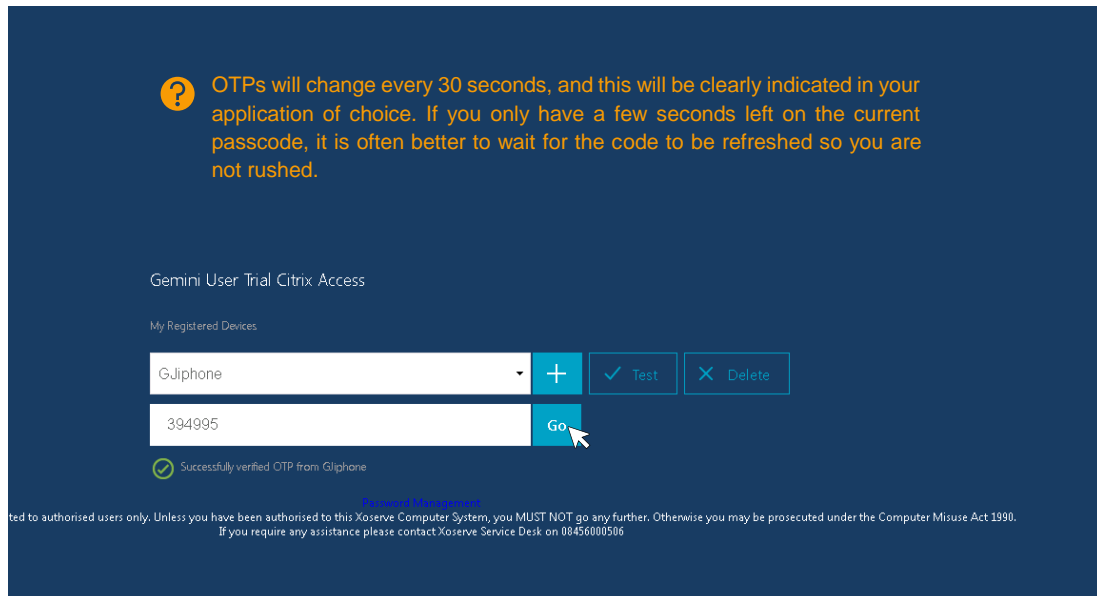 OTPs will change every 30 seconds, and this will be clearly indicated in your
application of choice. If you only have a few seconds left on the current
passcode, it is often better to wait for the code to be refreshed so you are
not rushed.
Gemini User Trial Citrix Access
My Registered Devices
GJiphone
Test
Delete
394995
Go
Successfully verified OTP from GJiphone
Password Management
ted to authorised users only. Unless you have been authorised to this Xoserve Computer System, you MUST NOT go any further. Otherwise you may be prosecuted under the Computer Misuse Act 1990.
If you require any assistance please contact Xoserve Service Desk on 08456000506